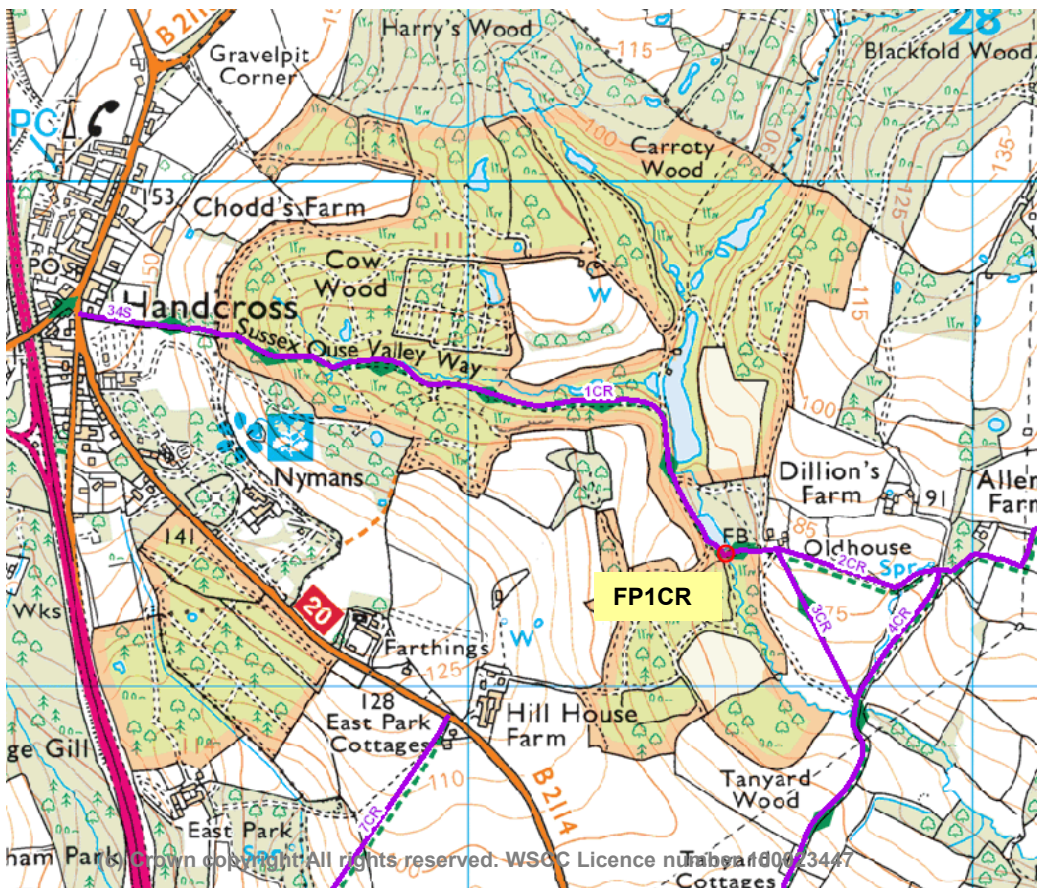 B2114
Gravelpit
Corner
Harry's Wood
115
28
Blackfold Wood
PC
100
Carroty
Wood
135
125
153
Chodd's Farm
150
111
PO
Cow
Wood
W
115
Handcross
34S
Sussex Ouse Valley Way
1CR
100
Nymans
Dillion's
Farm
91
Allen
Farm
141
FB
85
Oldhouse
2CR
Spr
FP1CR
Wks
20
3CR
75
4CR
W
Farthings
125
128
East Park
Cottages
Hill House
Farm
ge Gill
110
B2114
Tanyard
Wood
7CR
East Park
Spr
ham Park
(c) Crown copyright All rights reserved. WSCC Licence number 100023447
Tanyard
Cottages